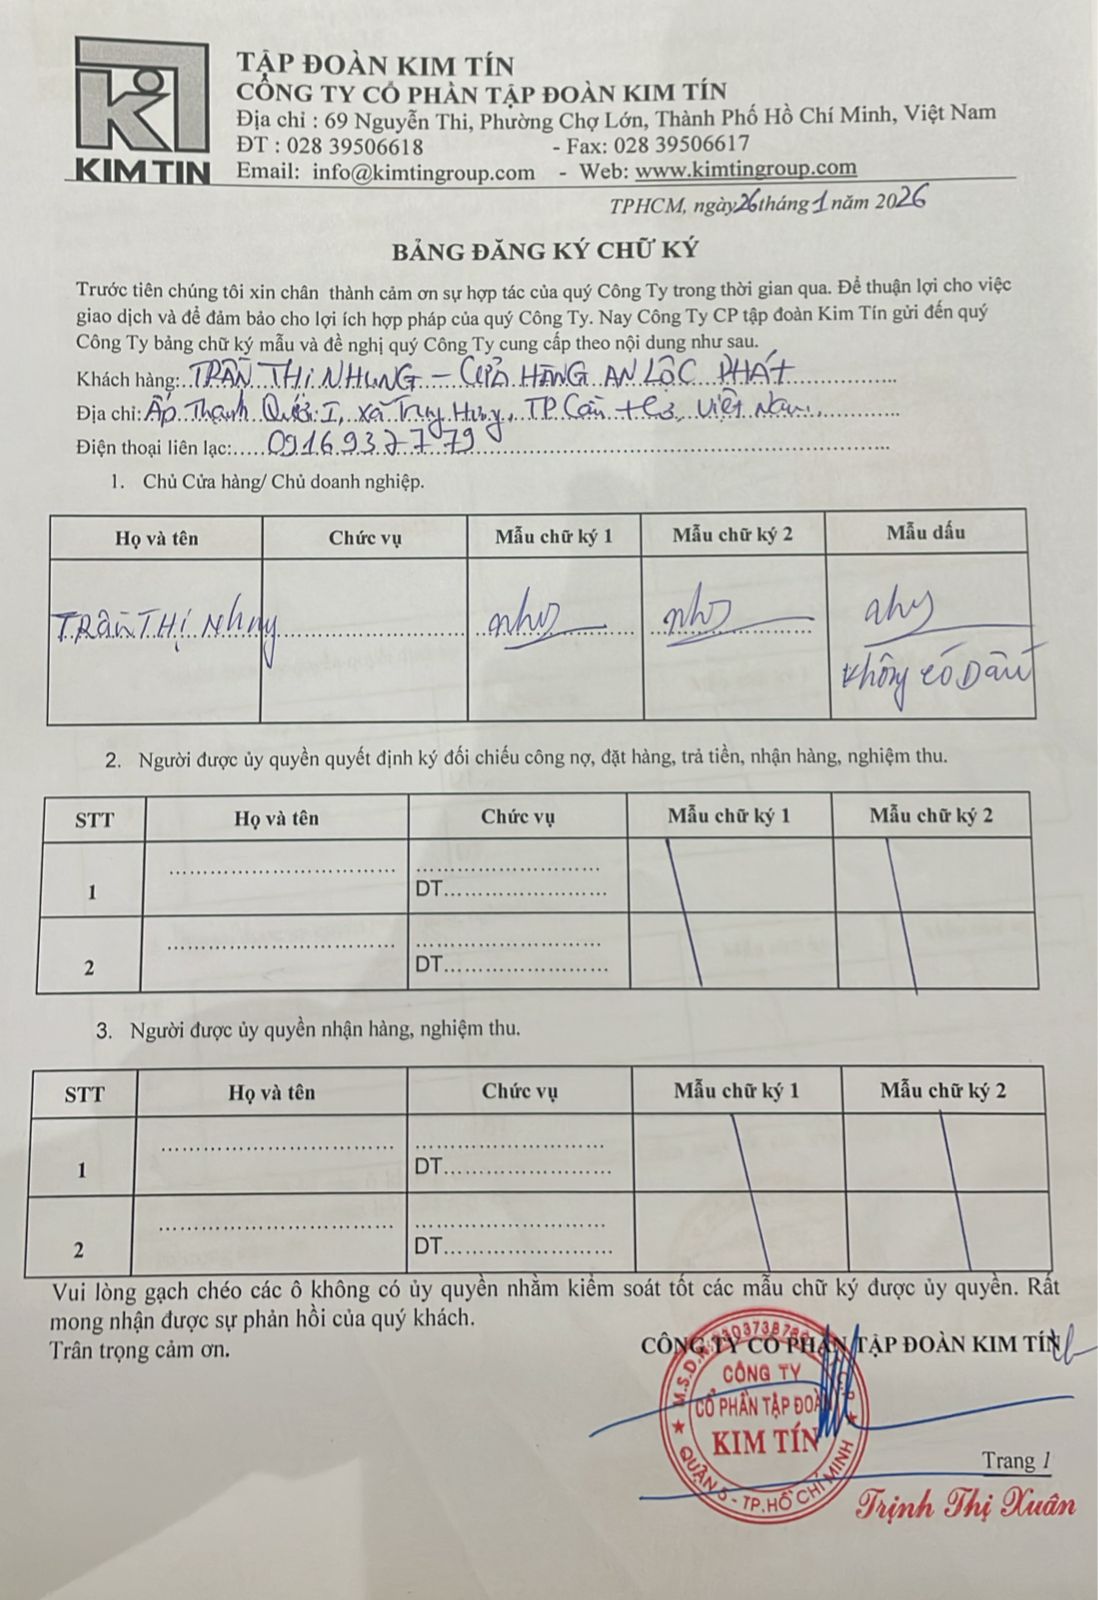 KIM TIN
TẬP ĐOÀN KIM TÍN
CÔNG TY CỔ PHẦN TẬP ĐOÀN KIM TÍN
Địa chỉ : 69 Nguyễn Thi, Phường Chợ Lớn, Thành Phố Hồ Chí Minh, Việt Nam
ĐT : 028 39506618 - Fax: 028 39506617
Email: info@kimtingroup.com - Web: www.kimtingroup.com
TPHCM, ngày 26 tháng 1 năm 2026
BẢNG ĐĂNG KÝ CHỮ KÝ
Trước tiên chúng tôi xin chân thành cảm ơn sự hợp tác của quý Công Ty trong thời gian qua. Để thuận lợi cho việc
giao dịch và để đảm bảo cho lợi ích hợp pháp của quý Công Ty. Nay Công Ty CP tập đoàn Kim Tín gửi đến quý
Công Ty bảng chữ ký mẫu và đề nghị quý Công Ty cung cấp theo nội dung như sau.
Khách hàng: TRẦN THị NHUNG – CỬA HÀNG AN LỘC PHÁT
Địa chỉ: Ấp Thạnh Quới I, xã Trung Hưng, TP Cần thơ, Việt Nam
Điện thoại liên lạc: 0916937779
1. Chủ Cửa hàng/ Chủ doanh nghiệp.
Họ và tên Chức vụ Mẫu chữ ký 1 Mẫu chữ ký 2 Mẫu dấu
TRẦN THị Nhung
Không có Dấu
2. Người được ủy quyền quyết định ký đối chiếu công nợ, đặt hàng, trả tiền, nhận hàng, nghiệm thu.
STT Họ và tên Chức vụ Mẫu chữ ký 1 Mẫu chữ ký 2
1 DT
2 DT
3. Người được ủy quyền nhận hàng, nghiệm thu.
STT Họ và tên Chức vụ Mẫu chữ ký 1 Mẫu chữ ký 2
1 DT
2 DT
Vui lòng gạch chéo các ô không có ủy quyền nhằm kiểm soát tốt các mẫu chữ ký được ủy quyền. Rất
mong nhận được sự phản hồi của quý khách.
Trân trọng cảm ơn.
CÔNG TY CỔ PHẦN TẬP ĐOÀN KIM TÍN
CÔNG TY
CỔ PHẦN TẬP ĐOÀN
KIM TÍN
QUẬN 5 - TP.HỒ CHÍ MINH
Trang 1
Trịnh Thị Xuân